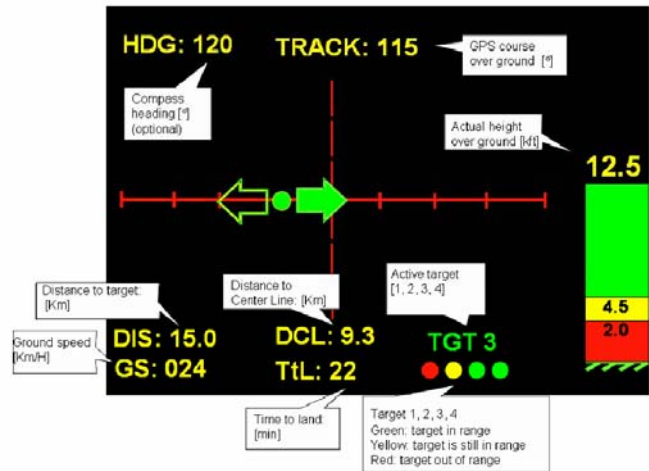 HDG: 120
TRACK: 115
GPS course
over ground [°]
Compass
heading [°]
(optional)
Actual height
over ground [kft]
12.5
Distance to target:
[Km]
Distance to
Center Line: [Km]
Active target
[1, 2, 3, 4]
4.5
2.0
Ground speed
[Km/H]
DIS: 15.0
DCL: 9.3
TGT 3
GS: 024
TtL: 22
Time to land:
[min]
Target 1, 2, 3, 4
Green: target in range
Yellow: target is still in range
Red: target out of range